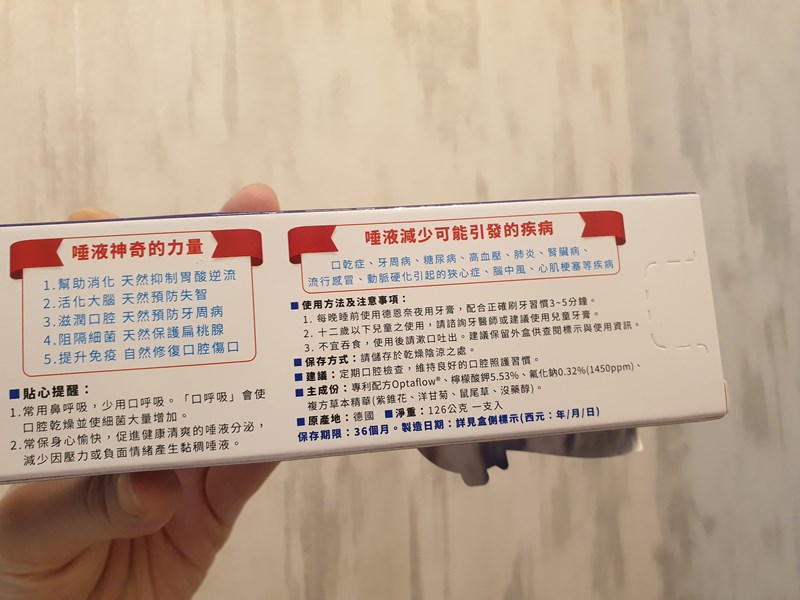 唾液神奇的力量
1.幫助消化 天然抑制胃酸逆流
2.活化大腦 天然預防失智
3.滋潤口腔 天然預防牙周病
4.阻隔細菌 天然保護扁桃腺
5.提升免疫 自然修復口腔傷口
■貼心提醒：
1.常用鼻呼吸，少用口呼吸。「口呼吸」會使
口腔乾燥並使細菌大量增加。
2.常保身心愉快，促進健康清爽的唾液分泌，
減少因壓力或負面情緒產生黏稠唾液。
唾液減少可能引發的疾病
口乾症、牙周病、糖尿病、高血壓、肺炎、腎臟病、
流行感冒、動脈硬化引起的狹心症、腦中風、心肌梗塞等疾病
■使用方法及注意事項：
1. 每晚睡前使用德恩奈夜用牙膏，配合正確刷牙習慣3~5分鐘。
2. 十二歲以下兒童之使用，請諮詢牙醫師或建議使用兒童牙膏。
3. 不宜吞食，使用後請漱口吐出。建議保留外盒供查閱標示與使用資訊。
■保存方式：請儲存於乾燥陰涼之處。
■建議：定期口腔檢查，維持良好的口腔照護習慣。
■主成份：專利配方Optaflow®、檸檬酸鉀5.53%、氟化鈉0.32%(1450ppm)、
複方草本精華(紫錐花、洋甘菊、鼠尾草、沒藥醇)。
■原產地：德國 ■淨重：126公克 一支入
保存期限：36個月。製造日期：詳見盒側標示(西元：年/月/日)